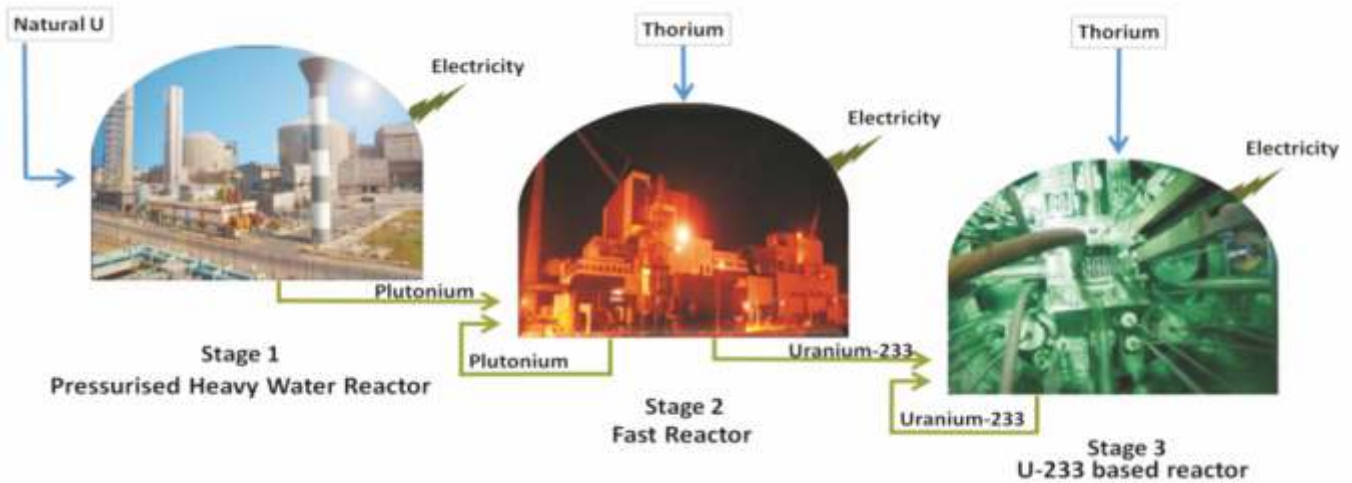 Natural U
Electricity
Thorium
Electricity
Thorium
Electricity
Plutonium
Plutonium
Uranium-233
Uranium-233
Stage 1
Pressurised Heavy Water Reactor
Stage 2
Fast Reactor
Stage 3
U-233 based reactor